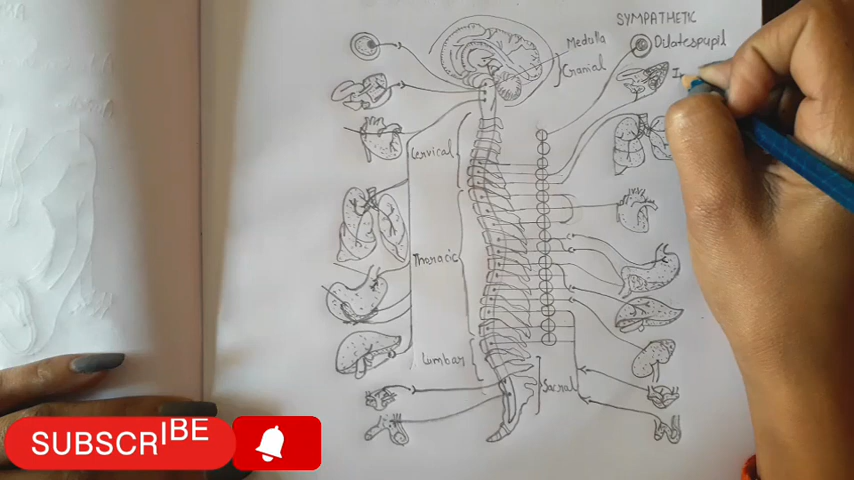 SYMPATHETIC
Dilatespupil
Medulla
Cranial
I
Cervical
Thoracic
Lumbar
Sacral
SUBSCRIBE